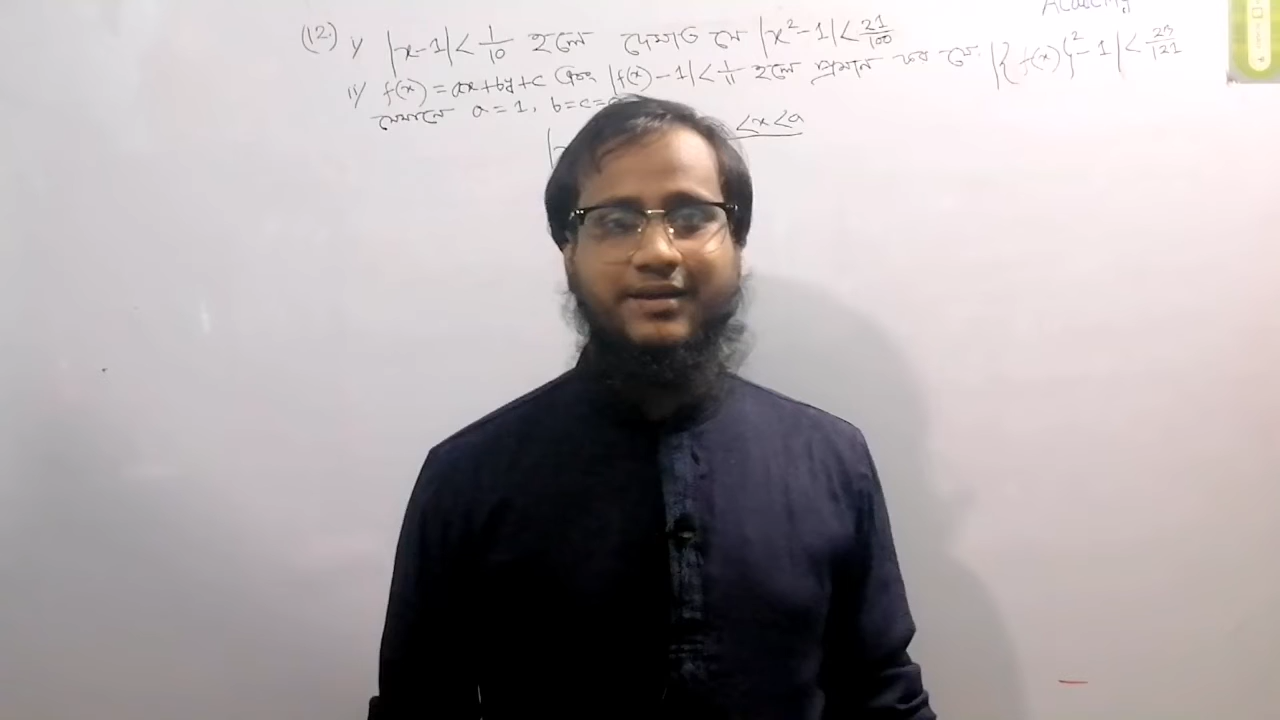 Academy
(12) i) |x-1| < 1/10 হলে দেখাও যে |x²-1| < 21/100
ii) f(x) = ax+by+c এবং |f(x)-1| < 1/11 হলে প্রমান কর যে, |{f(x)}²-1| < 23/121
যেখানে a=1, b=c=
<x<a